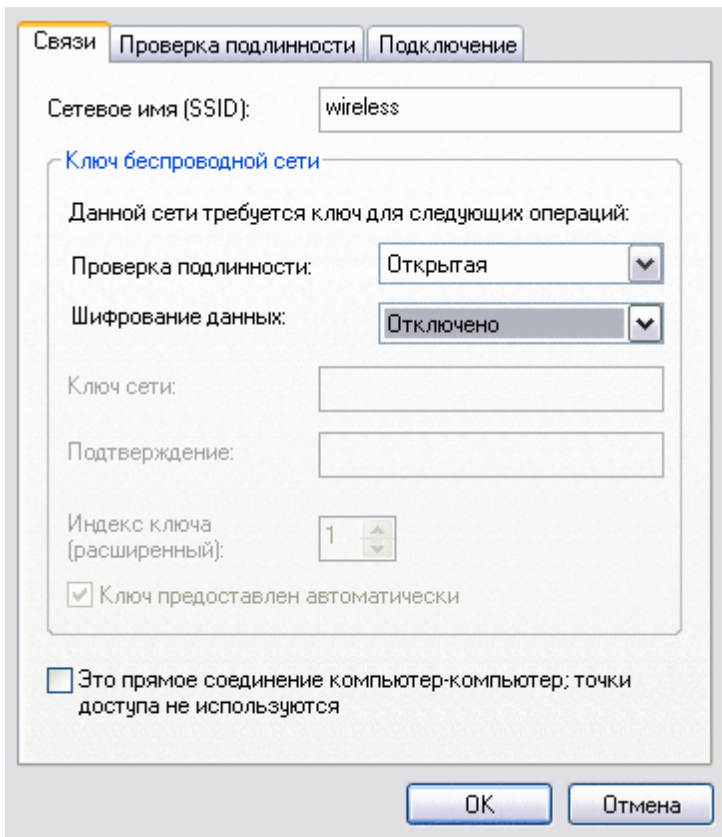 Связи Проверка подлинности Подключение
Сетевое имя (SSID): wireless
Ключ беспроводной сети
Данной сети требуется ключ для следующих операций:
Проверка подлинности: Открытая
Шифрование данных: Отключено
Ключ сети:
Подтверждение:
Индекс ключа
(расширенный): 1
Ключ предоставлен автоматически
Это прямое соединение компьютер-компьютер; точки
доступа не используются
OK Отмена